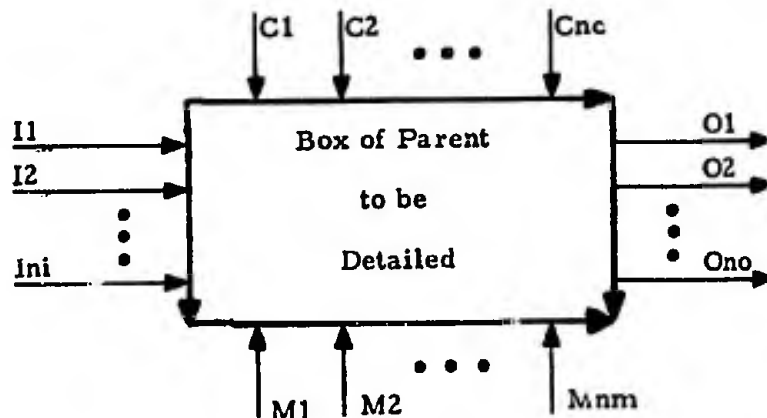 C1 C2 Cnc
I1
I2
Ini
Box of Parent
to be
Detailed
O1
O2
Ono
M1 M2 Mnm